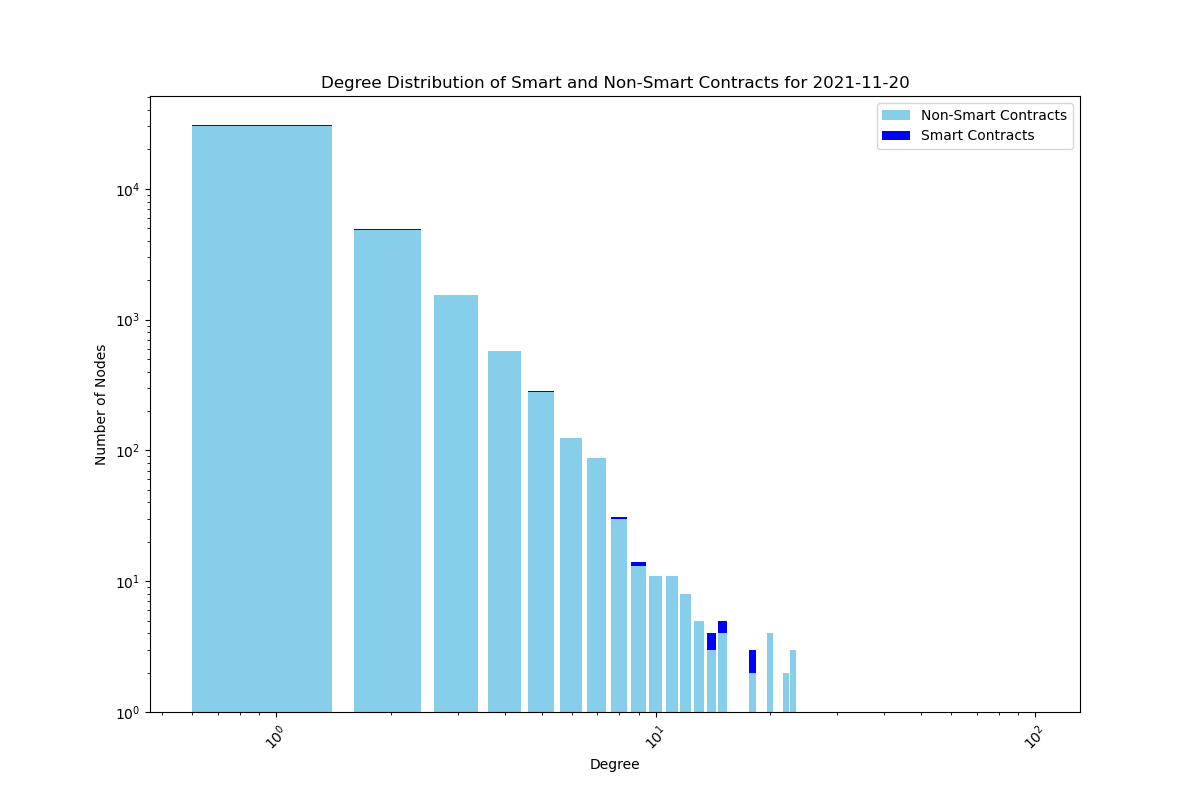 Degree Distribution of Smart and Non-Smart Contracts for 2021-11-20
Non-Smart Contracts
Smart Contracts
Number of Nodes
10⁴
10³
10²
10¹
10⁰
10⁰ 10¹ 10²
Degree